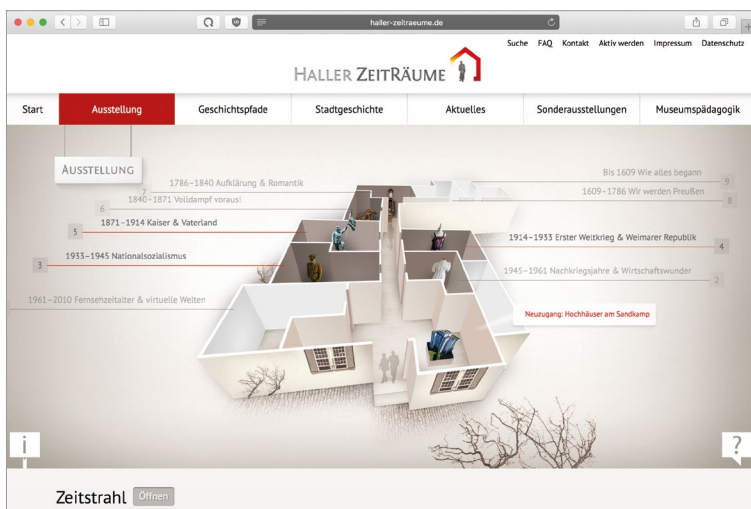 haller-zeitraeume.de
Suche FAQ Kontakt Aktiv werden Impressum Datenschutz
HALLER ZEITRÄUME
Start Ausstellung Geschichtspfade Stadtgeschichte Aktuelles Sonderausstellungen Museumspädagogik
AUSSTELLUNG
Bis 1609 Wie alles begann
9
1786–1840 Aufklärung & Romantik
7
1609–1786 Wir werden Preußen
8
1840–1871 Volldampf voraus!
6
1871–1914 Kaiser & Vaterland
5
1914–1933 Erster Weltkrieg & Weimarer Republik
4
1933–1945 Nationalsozialismus
3
1945–1961 Nachkriegsjahre & Wirtschaftswunder
2
1961–2010 Fernsehzeitalter & virtuelle Welten
Neuzugang: Hochhäuser am Sandkamp
i
?
Zeitstrahl Öffnen